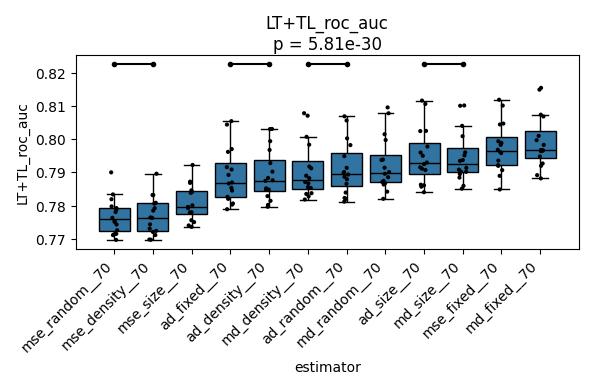 LT+TL_roc_auc
p = 5.81e-30
LT+TL_roc_auc
0.82
0.81
0.80
0.79
0.78
0.77
mse_random__70
mse_density__70
mse_size__70
ad_fixed__70
ad_density__70
md_density__70
ad_random__70
md_random__70
ad_size__70
md_size__70
mse_fixed__70
md_fixed__70
estimator